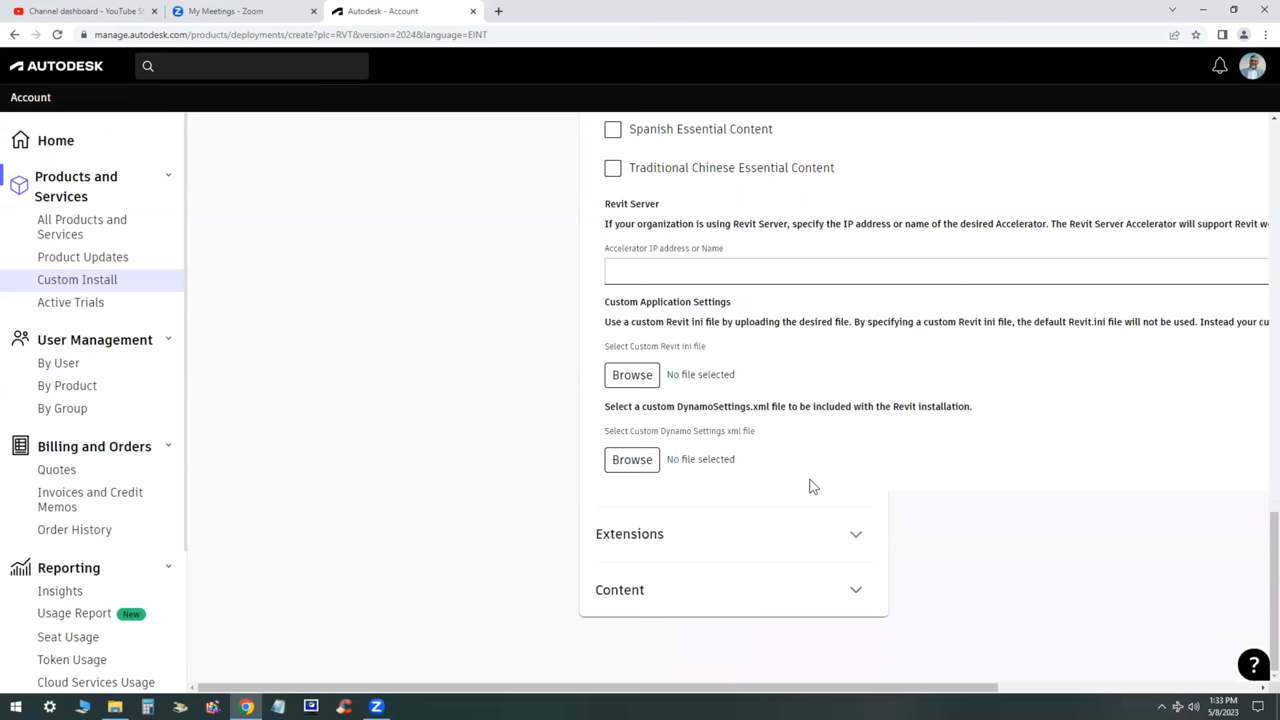 Channel dashboard - YouTube S
My Meetings - Zoom
Autodesk - Account
manage.autodesk.com/products/deployments/create?plc=RVT&version=2024&language=EINT
AUTODESK
Account
Home
Products and
Services
All Products and
Services
Product Updates
Custom Install
Active Trials
User Management
By User
By Product
By Group
Billing and Orders
Quotes
Invoices and Credit
Memos
Order History
Reporting
Insights
Usage Report New
Seat Usage
Token Usage
Cloud Services Usage
Spanish Essential Content
Traditional Chinese Essential Content
Revit Server
If your organization is using Revit Server, specify the IP address or name of the desired Accelerator. The Revit Server Accelerator will support Revit w
Accelerator IP address or Name
Custom Application Settings
Use a custom Revit ini file by uploading the desired file. By specifying a custom Revit ini file, the default Revit.ini file will not be used. Instead your cu
Select Custom Revit ini file
Browse No file selected
Select a custom DynamoSettings.xml file to be included with the Revit installation.
Select Custom Dynamo Settings xml file
Browse No file selected
Extensions
Content
?
1:33 PM
5/8/2023